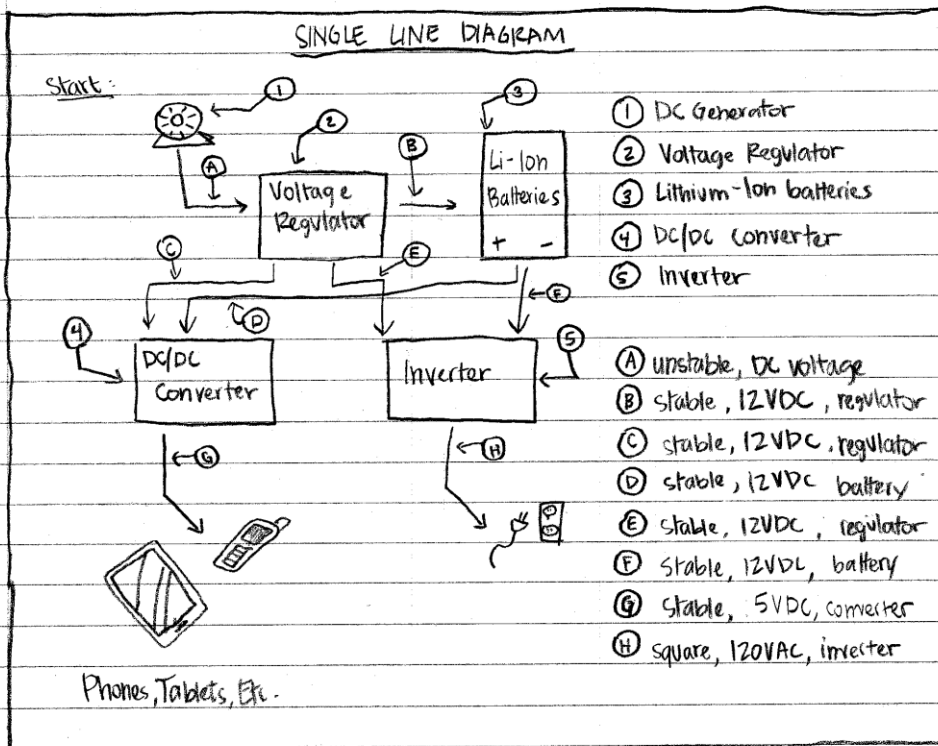 SINGLE LINE DIAGRAM
Start:
1
2
3
A
B
Voltage
Regulator
Li-Ion
Batteries
+ -
C
E
D
F
4
5
DC/DC
Converter
Inverter
G
H
Phones, Tablets, Etc.
1 DC Generator
2 Voltage Regulator
3 Lithium-Ion batteries
4 DC/DC converter
5 Inverter
A unstable, DC voltage
B stable, 12VDC, regulator
C stable, 12VDC, regulator
D stable, 12VDC battery
E stable, 12VDC, regulator
F stable, 12VDC, battery
G stable, 5VDC, converter
H square, 120VAC, inverter